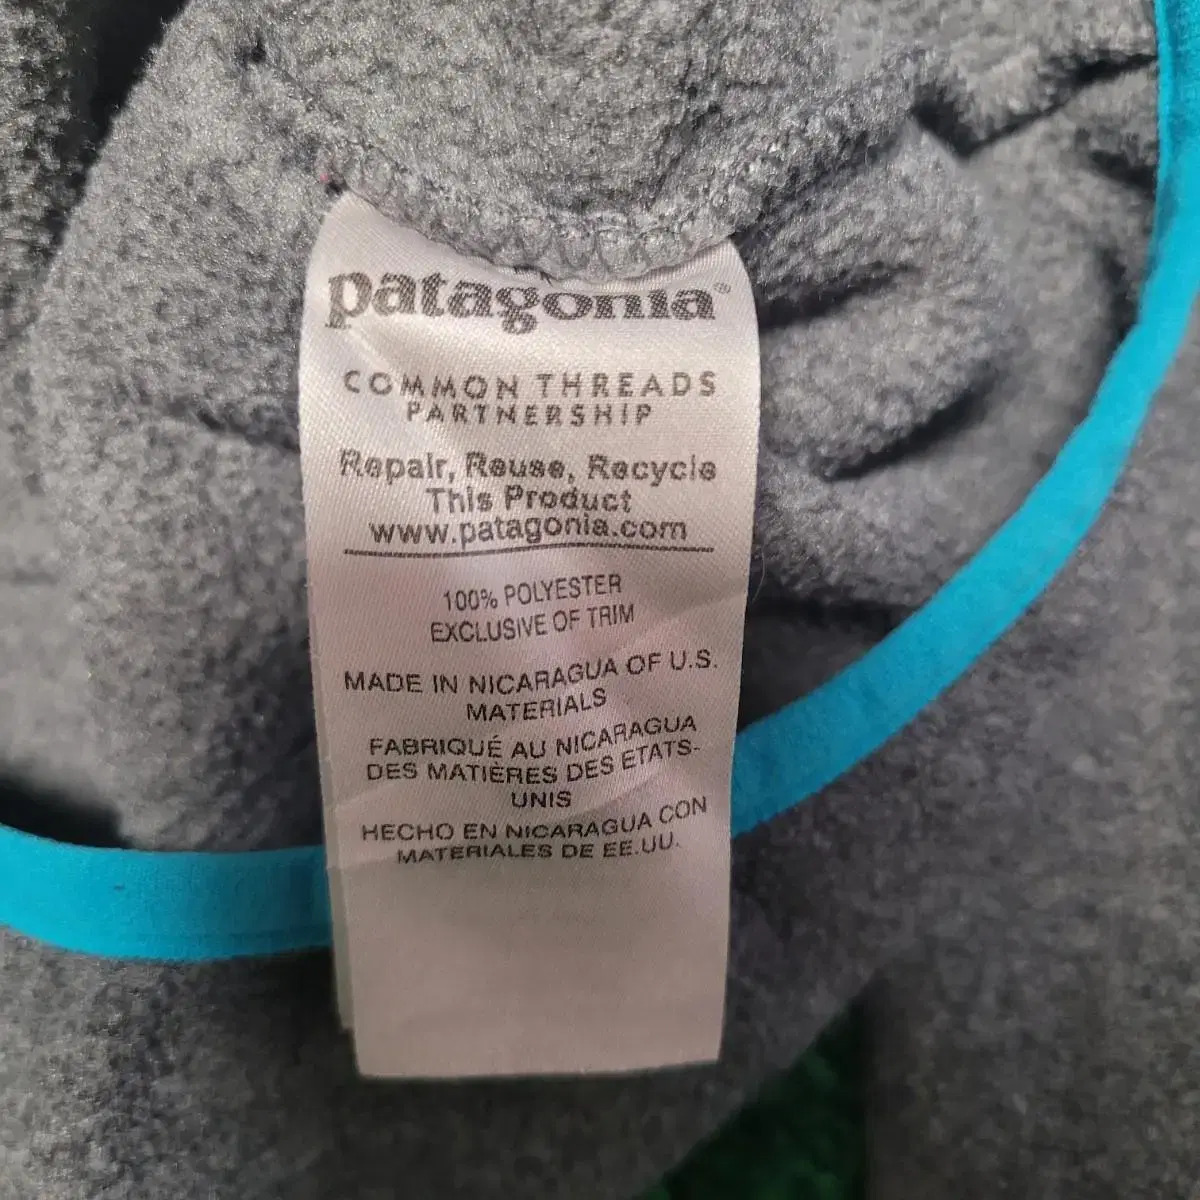 patagonia®
COMMON THREADS
PARTNERSHIP
Repair, Reuse, Recycle
This Product
www.patagonia.com
100% POLYESTER
EXCLUSIVE OF TRIM
MADE IN NICARAGUA OF U.S.
MATERIALS
FABRIQUÉ AU NICARAGUA
DES MATIÈRES DES ETATS-
UNIS
HECHO EN NICARAGUA CON
MATERIALES DE EE.UU.